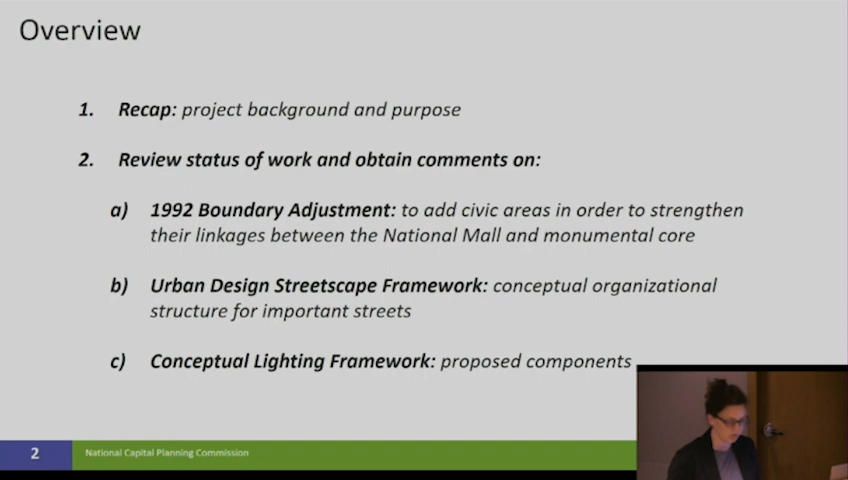 Overview
1. Recap: project background and purpose
2. Review status of work and obtain comments on:
a) 1992 Boundary Adjustment: to add civic areas in order to strengthen
their linkages between the National Mall and monumental core
b) Urban Design Streetscape Framework: conceptual organizational
structure for important streets
c) Conceptual Lighting Framework: proposed components
2 National Capital Planning Commission